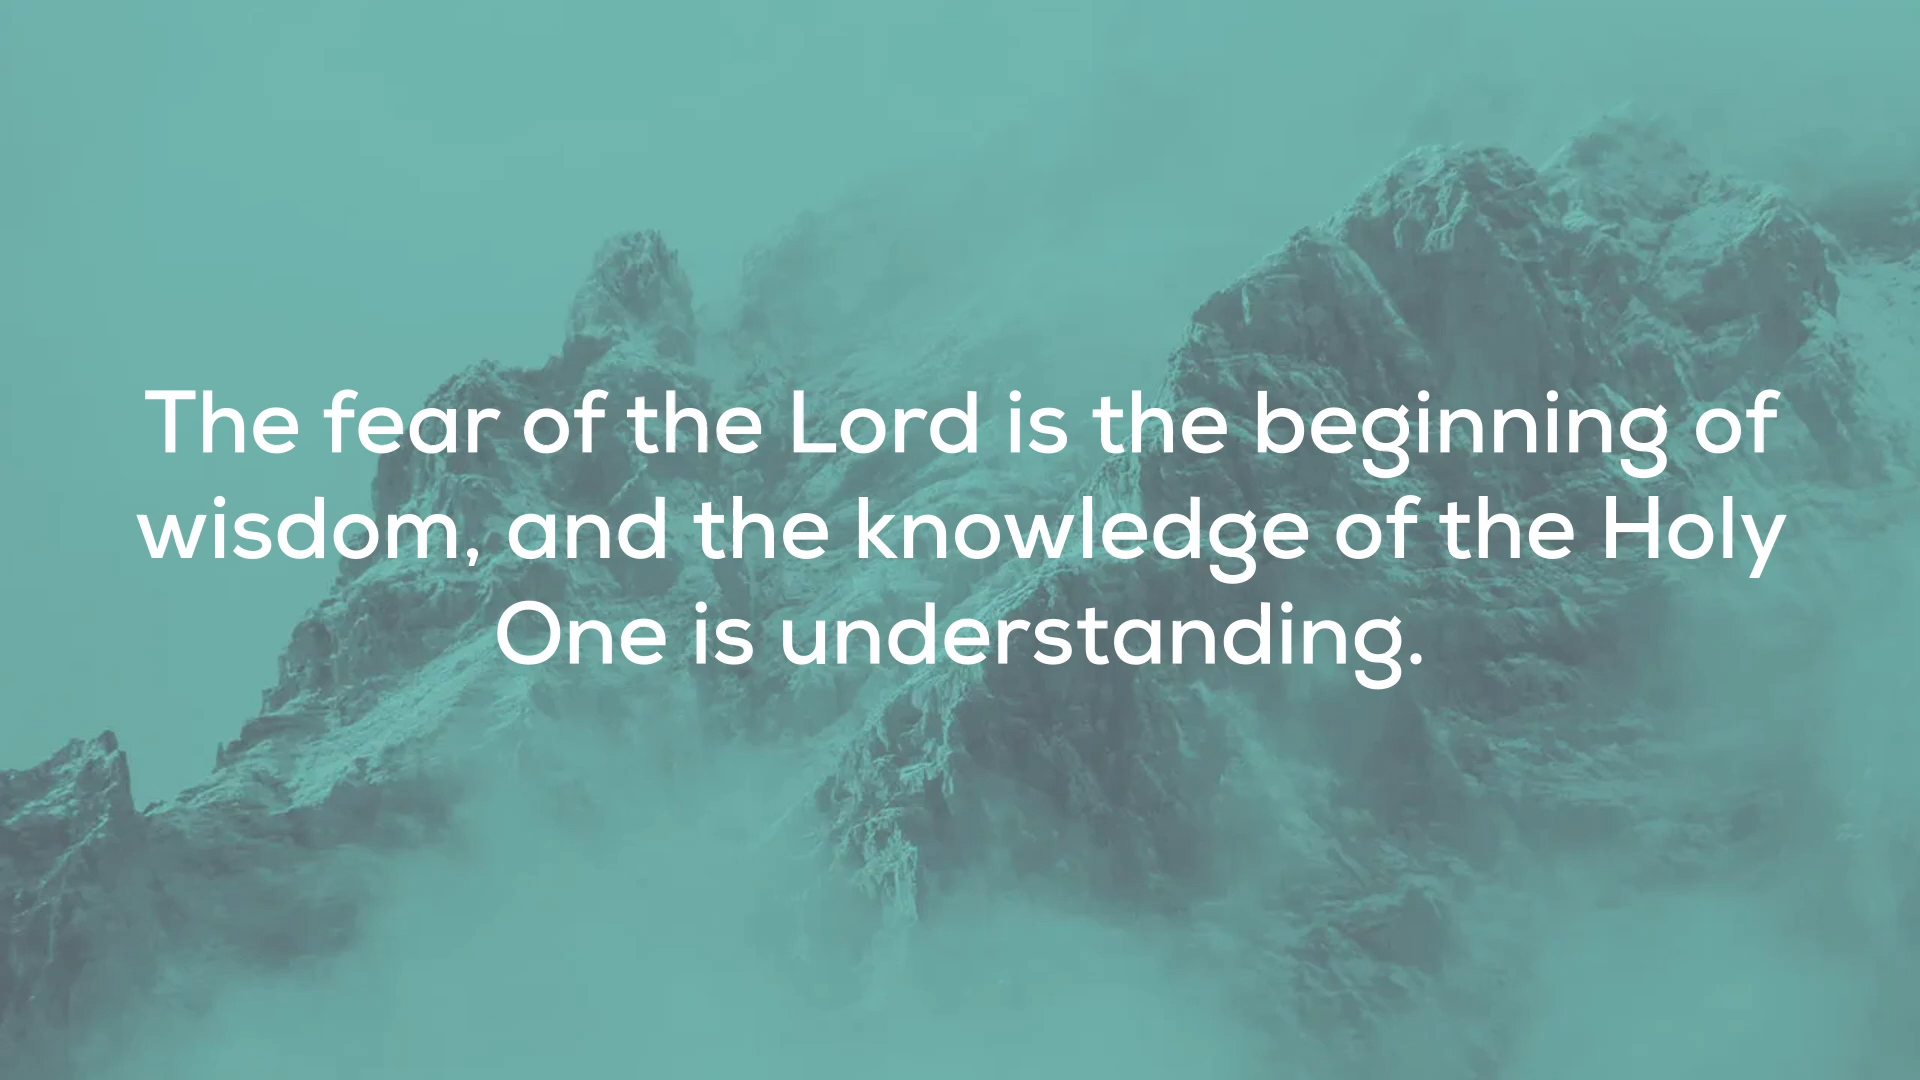 The fear of the Lord is the beginning of
wisdom, and the knowledge of the Holy
One is understanding.